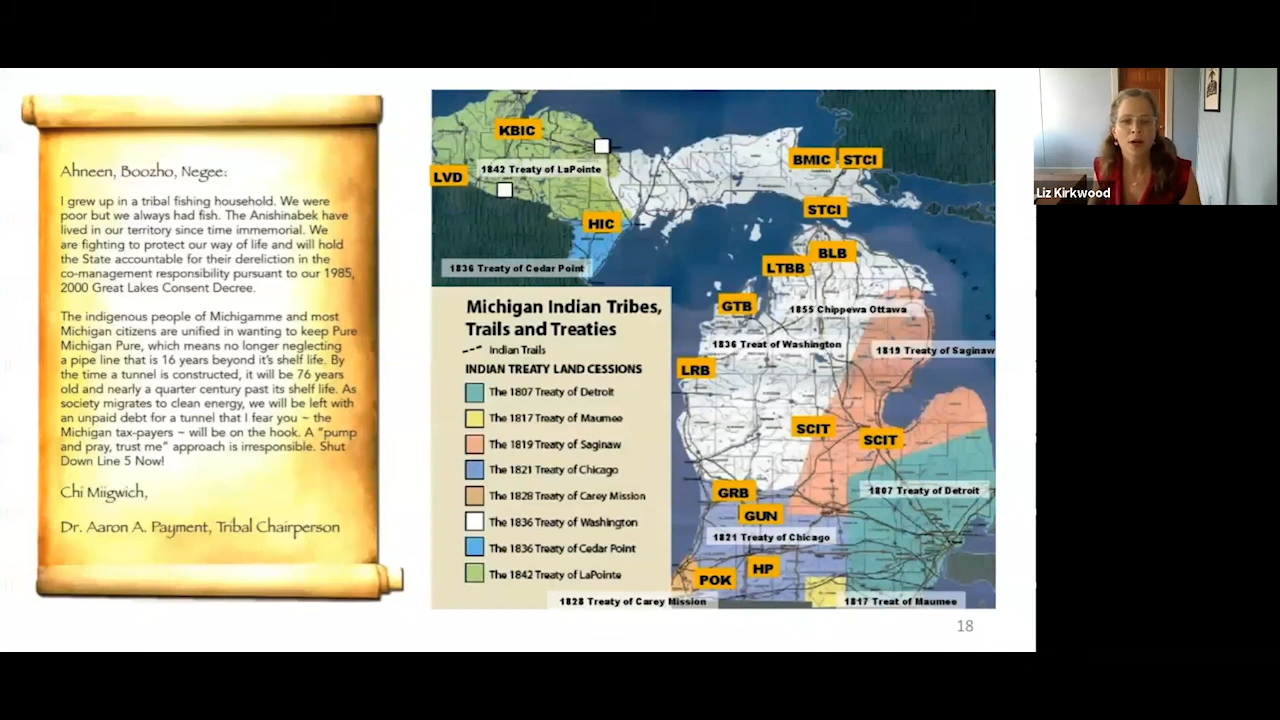 Ahneen, Boozho, Negee:
I grew up in a tribal fishing household. We were
poor but we always had fish. The Anishinabek have
lived in our territory since time immemorial. We
are fighting to protect our way of life and will hold
the State accountable for their dereliction in the
co-management responsibility pursuant to our 1985,
2000 Great Lakes Consent Decree.
The indigenous people of Michigamme and most
Michigan citizens are unified in wanting to keep Pure
Michigan Pure, which means no longer neglecting
a pipe line that is 16 years beyond it's shelf life. By
the time a tunnel is constructed, it will be 76 years
old and nearly a quarter century past its shelf life. As
society migrates to clean energy, we will be left with
an unpaid debt for a tunnel that I fear you ~ the
Michigan tax-payers ~ will be on the hook. A "pump
and pray, trust me" approach is irresponsible. Shut
Down Line 5 Now!
Chi Miigwich,
Dr. Aaron A. Payment, Tribal Chairperson
KBIC
1842 Treaty of LaPointe
LVD
HIC
1836 Treaty of Cedar Point
BMIC
STCI
STCI
BLB
LTBB
GTB
1855 Chippewa Ottawa
1836 Treat of Washington
1819 Treaty of Saginaw
LRB
SCIT
SCIT
GRB
1807 Treaty of Detroit
GUN
1821 Treaty of Chicago
HP
POK
1828 Treaty of Carey Mission
1817 Treat of Maumee
Michigan Indian Tribes,
Trails and Treaties
Indian Trails
INDIAN TREATY LAND CESSIONS
The 1807 Treaty of Detroit
The 1817 Treaty of Maumee
The 1819 Treaty of Saginaw
The 1821 Treaty of Chicago
The 1828 Treaty of Carey Mission
The 1836 Treaty of Washington
The 1836 Treaty of Cedar Point
The 1842 Treaty of LaPointe
18
Liz Kirkwood